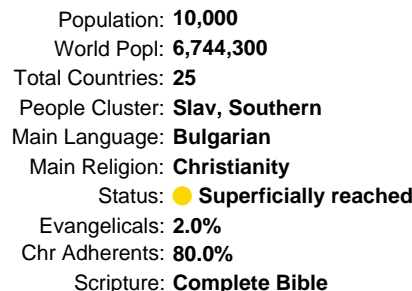 Population: 10,000
World Popl: 6,744,300
Total Countries: 25
People Cluster: Slav, Southern
Main Language: Bulgarian
Main Religion: Christianity
Status: Superficially reached
Evangelicals: 2.0%
Chr Adherents: 80.0%
Scripture: Complete Bible